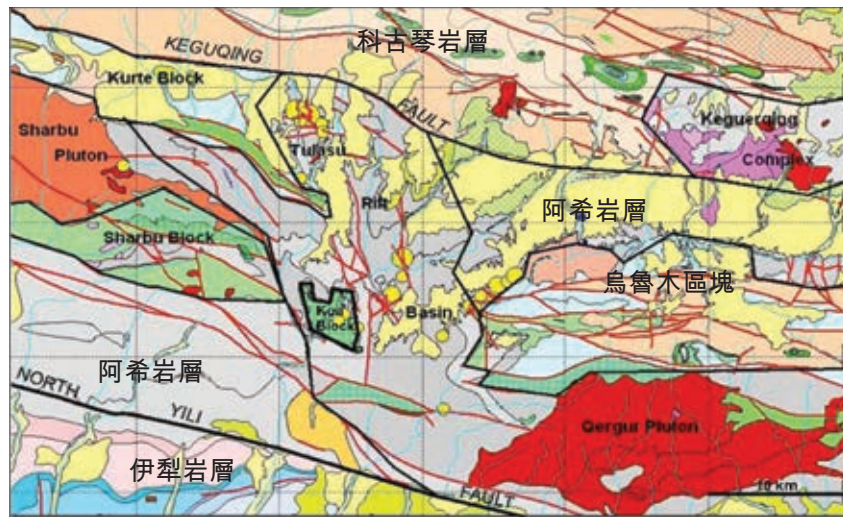 KEGUQING
科古琴岩層
Kurte Block
FAULT
Sharbu
Pluton
Tulasu
Keguerqing
Complex
Rift
阿希岩層
Sharbu Block
烏魯木區塊
Block
Basin
阿希岩層
NORTH
YILI
Qergur Pluton
伊犁岩層
10 km
FAULT